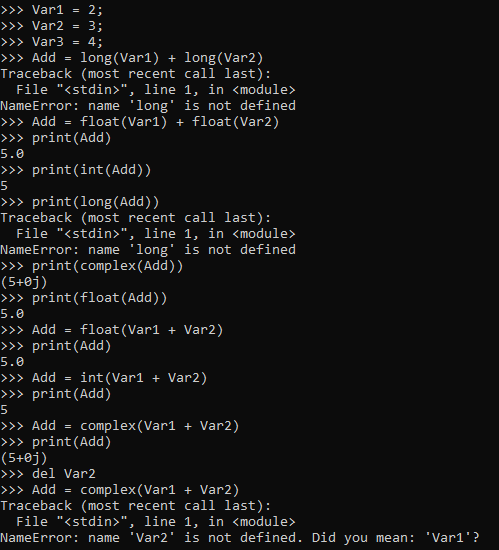 >>> Var1 = 2;
>>> Var2 = 3;
>>> Var3 = 4;
>>> Add = long(Var1) + long(Var2)
Traceback (most recent call last):
  File "<stdin>", line 1, in <module>
NameError: name 'long' is not defined
>>> Add = float(Var1) + float(Var2)
>>> print(Add)
5.0
>>> print(int(Add))
5
>>> print(long(Add))
Traceback (most recent call last):
  File "<stdin>", line 1, in <module>
NameError: name 'long' is not defined
>>> print(complex(Add))
(5+0j)
>>> print(float(Add))
5.0
>>> Add = float(Var1 + Var2)
>>> print(Add)
5.0
>>> Add = int(Var1 + Var2)
>>> print(Add)
5
>>> Add = complex(Var1 + Var2)
>>> print(Add)
(5+0j)
>>> del Var2
>>> Add = complex(Var1 + Var2)
Traceback (most recent call last):
  File "<stdin>", line 1, in <module>
NameError: name 'Var2' is not defined. Did you mean: 'Var1'?